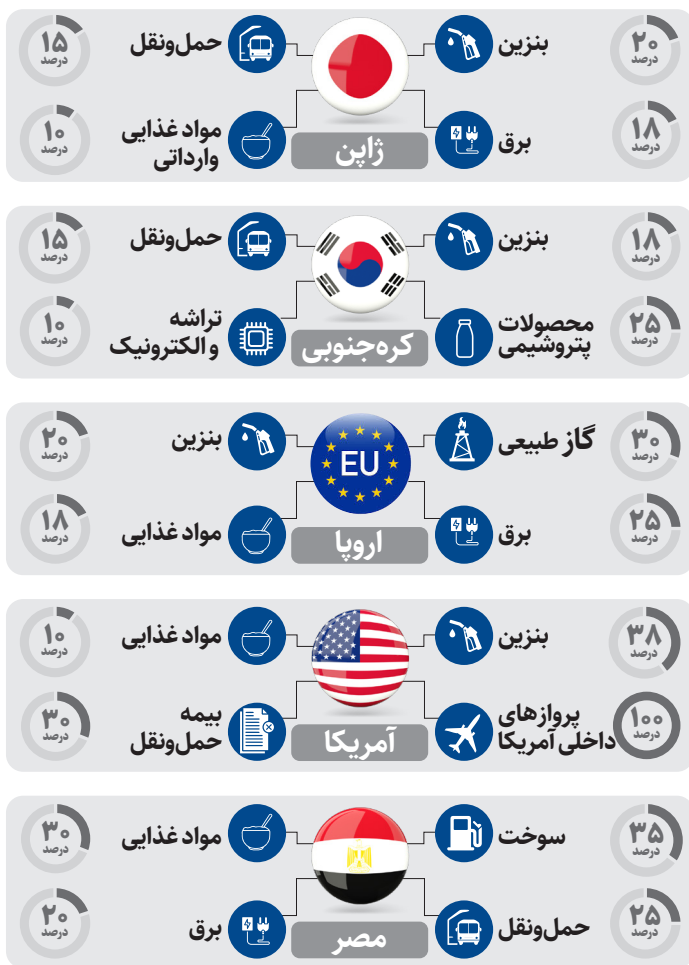 بنزین
۲۰
درصد
برق
۱۸
درصد
حمل‌ونقل
۱۵
درصد
مواد غذایی
وارداتی
۱۰
درصد
ژاپن
بنزین
۱۸
درصد
محصولات
پتروشیمی
۲۵
درصد
حمل‌ونقل
۱۵
درصد
تراشه
و الکترونیک
۱۰
درصد
کره‌جنوبی
گاز طبیعی
۳۰
درصد
برق
۲۵
درصد
بنزین
۲۰
درصد
مواد غذایی
۱۸
درصد
EU
اروپا
بنزین
۳۸
درصد
پروازهای
داخلی آمریکا
۱۰۰
درصد
مواد غذایی
۱۰
درصد
بیمه
حمل‌ونقل
۳۰
درصد
آمریکا
سوخت
۳۵
درصد
حمل‌ونقل
۲۵
درصد
مواد غذایی
۳۰
درصد
برق
۲۰
درصد
مصر